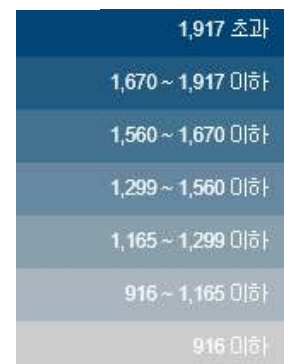 1,917 초과
1,670 ~ 1,917 이하
1,560 ~ 1,670 이하
1,299 ~ 1,560 이하
1,165 ~ 1,299 이하
916 ~ 1,165 이하
916 이하